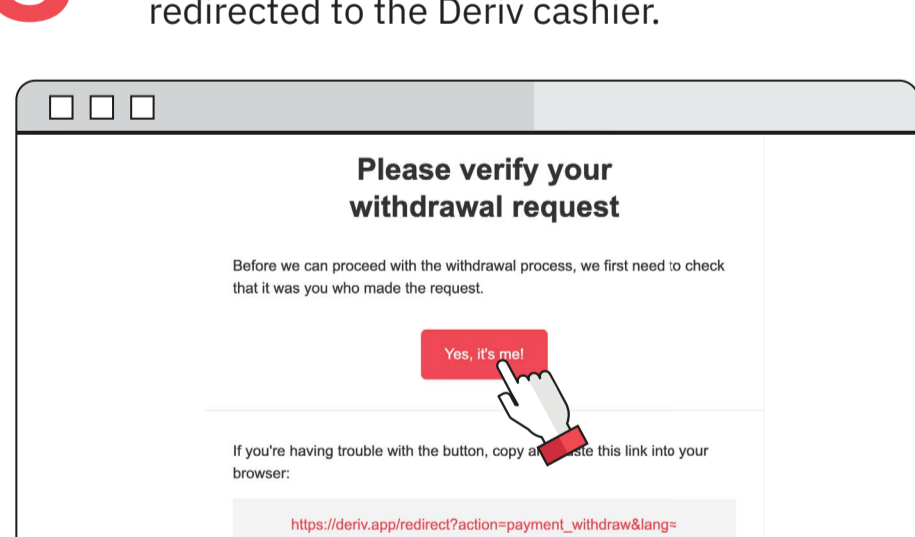 redirected to the Deriv cashier.
Please verify your
withdrawal request
Before we can proceed with the withdrawal process, we first need to check
that it was you who made the request.
Yes, it's me!
If you're having trouble with the button, copy a ste this link into your
browser:
https://deriv.app/redirect?action=payment_withdraw&lang=